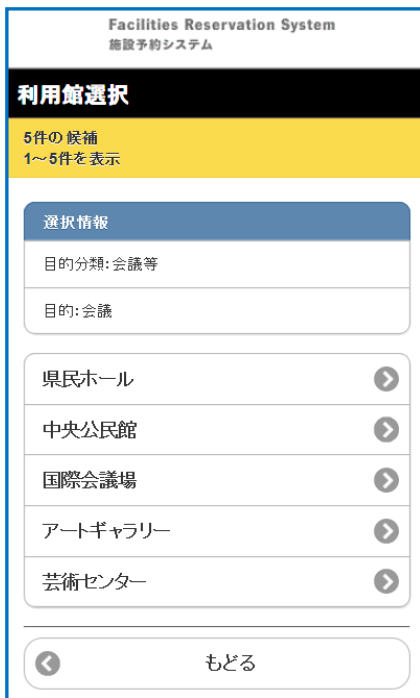 Facilities Reservation System
施設予約システム
利用館選択
5件の候補
1～5件を表示
選択情報
目的分類:会議等
目的:会議
県民ホール
中央公民館
国際会議場
アートギャラリー
芸術センター
もどる